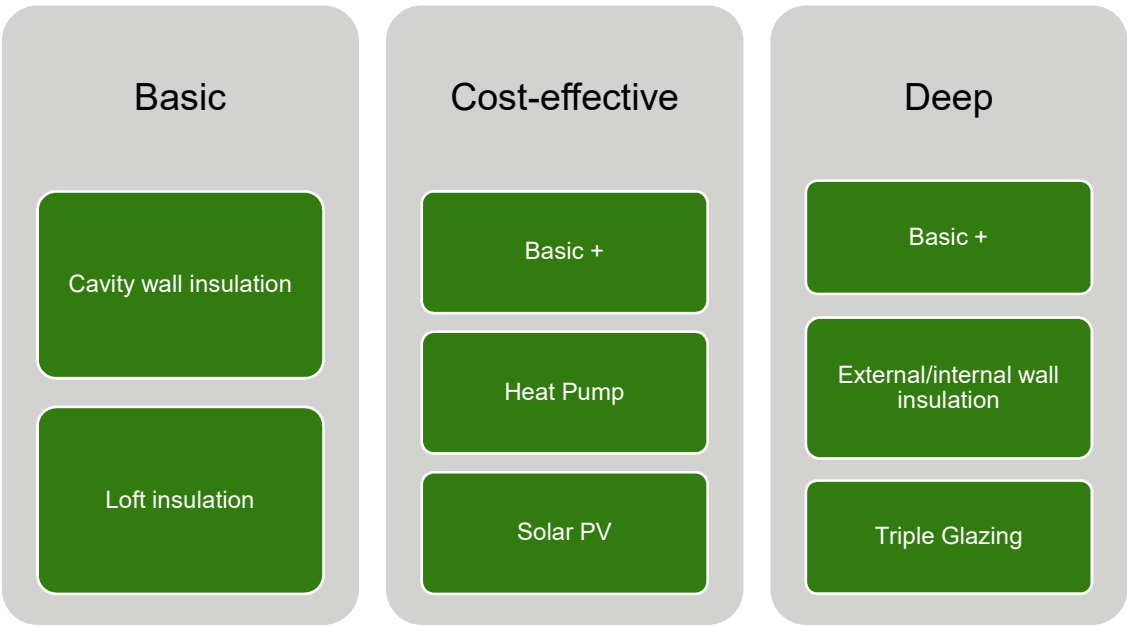 Basic
Cavity wall insulation
Loft insulation
Cost-effective
Basic +
Heat Pump
Solar PV
Deep
Basic +
External/internal wall
insulation
Triple Glazing